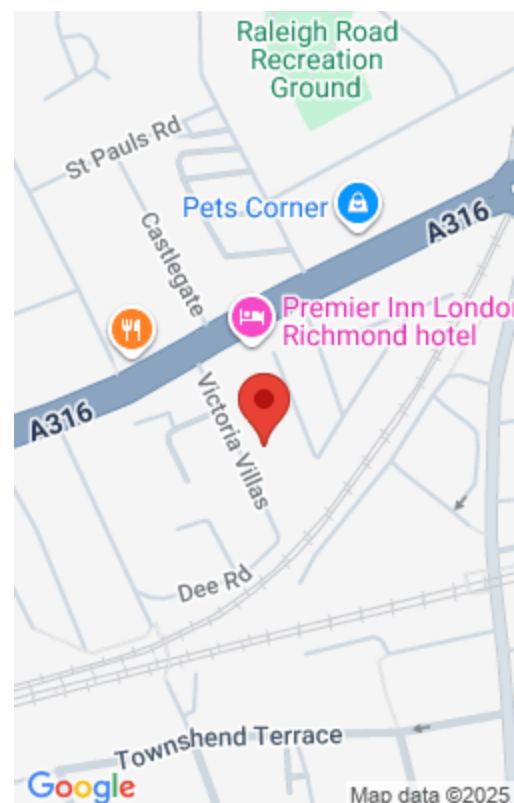 Raleigh Road
Recreation
Ground
St Pauls Rd
Pets Corner
A316
Castlegate
Premier Inn Londo
Richmond hotel
A316
Victoria Villas
Dee Rd
Townshend Terrace
Google
Map data ©2025